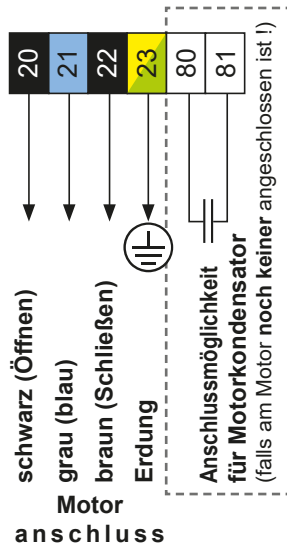 20
21
22
23
80
81
schwarz (Öffnen)
grau (blau)
braun (Schließen)
Erdung
Motor
anschluss
Anschlussmöglichkeit
für Motorkondensator
(falls am Motor noch keiner angeschlossen ist !)